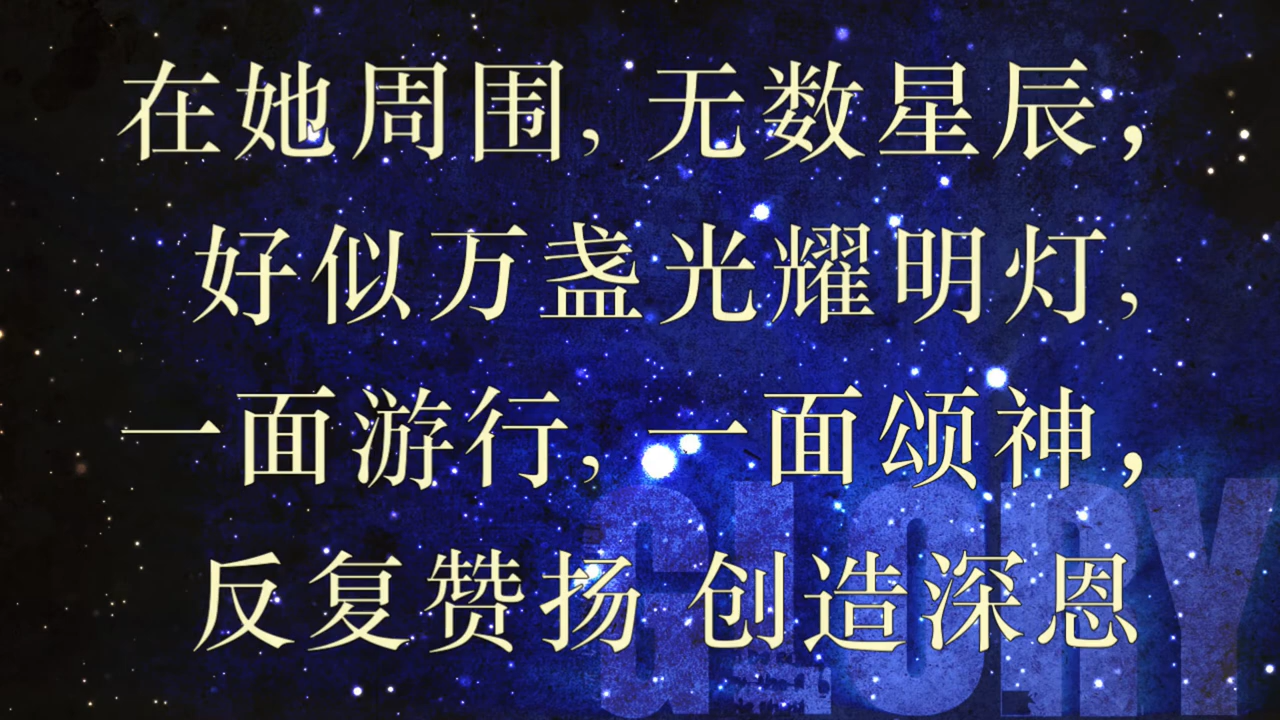 在她周围, 无数星辰，
好似万盏光耀明灯,
一面游行, 一面颂神，
反复赞扬 创造深恩
GLORY